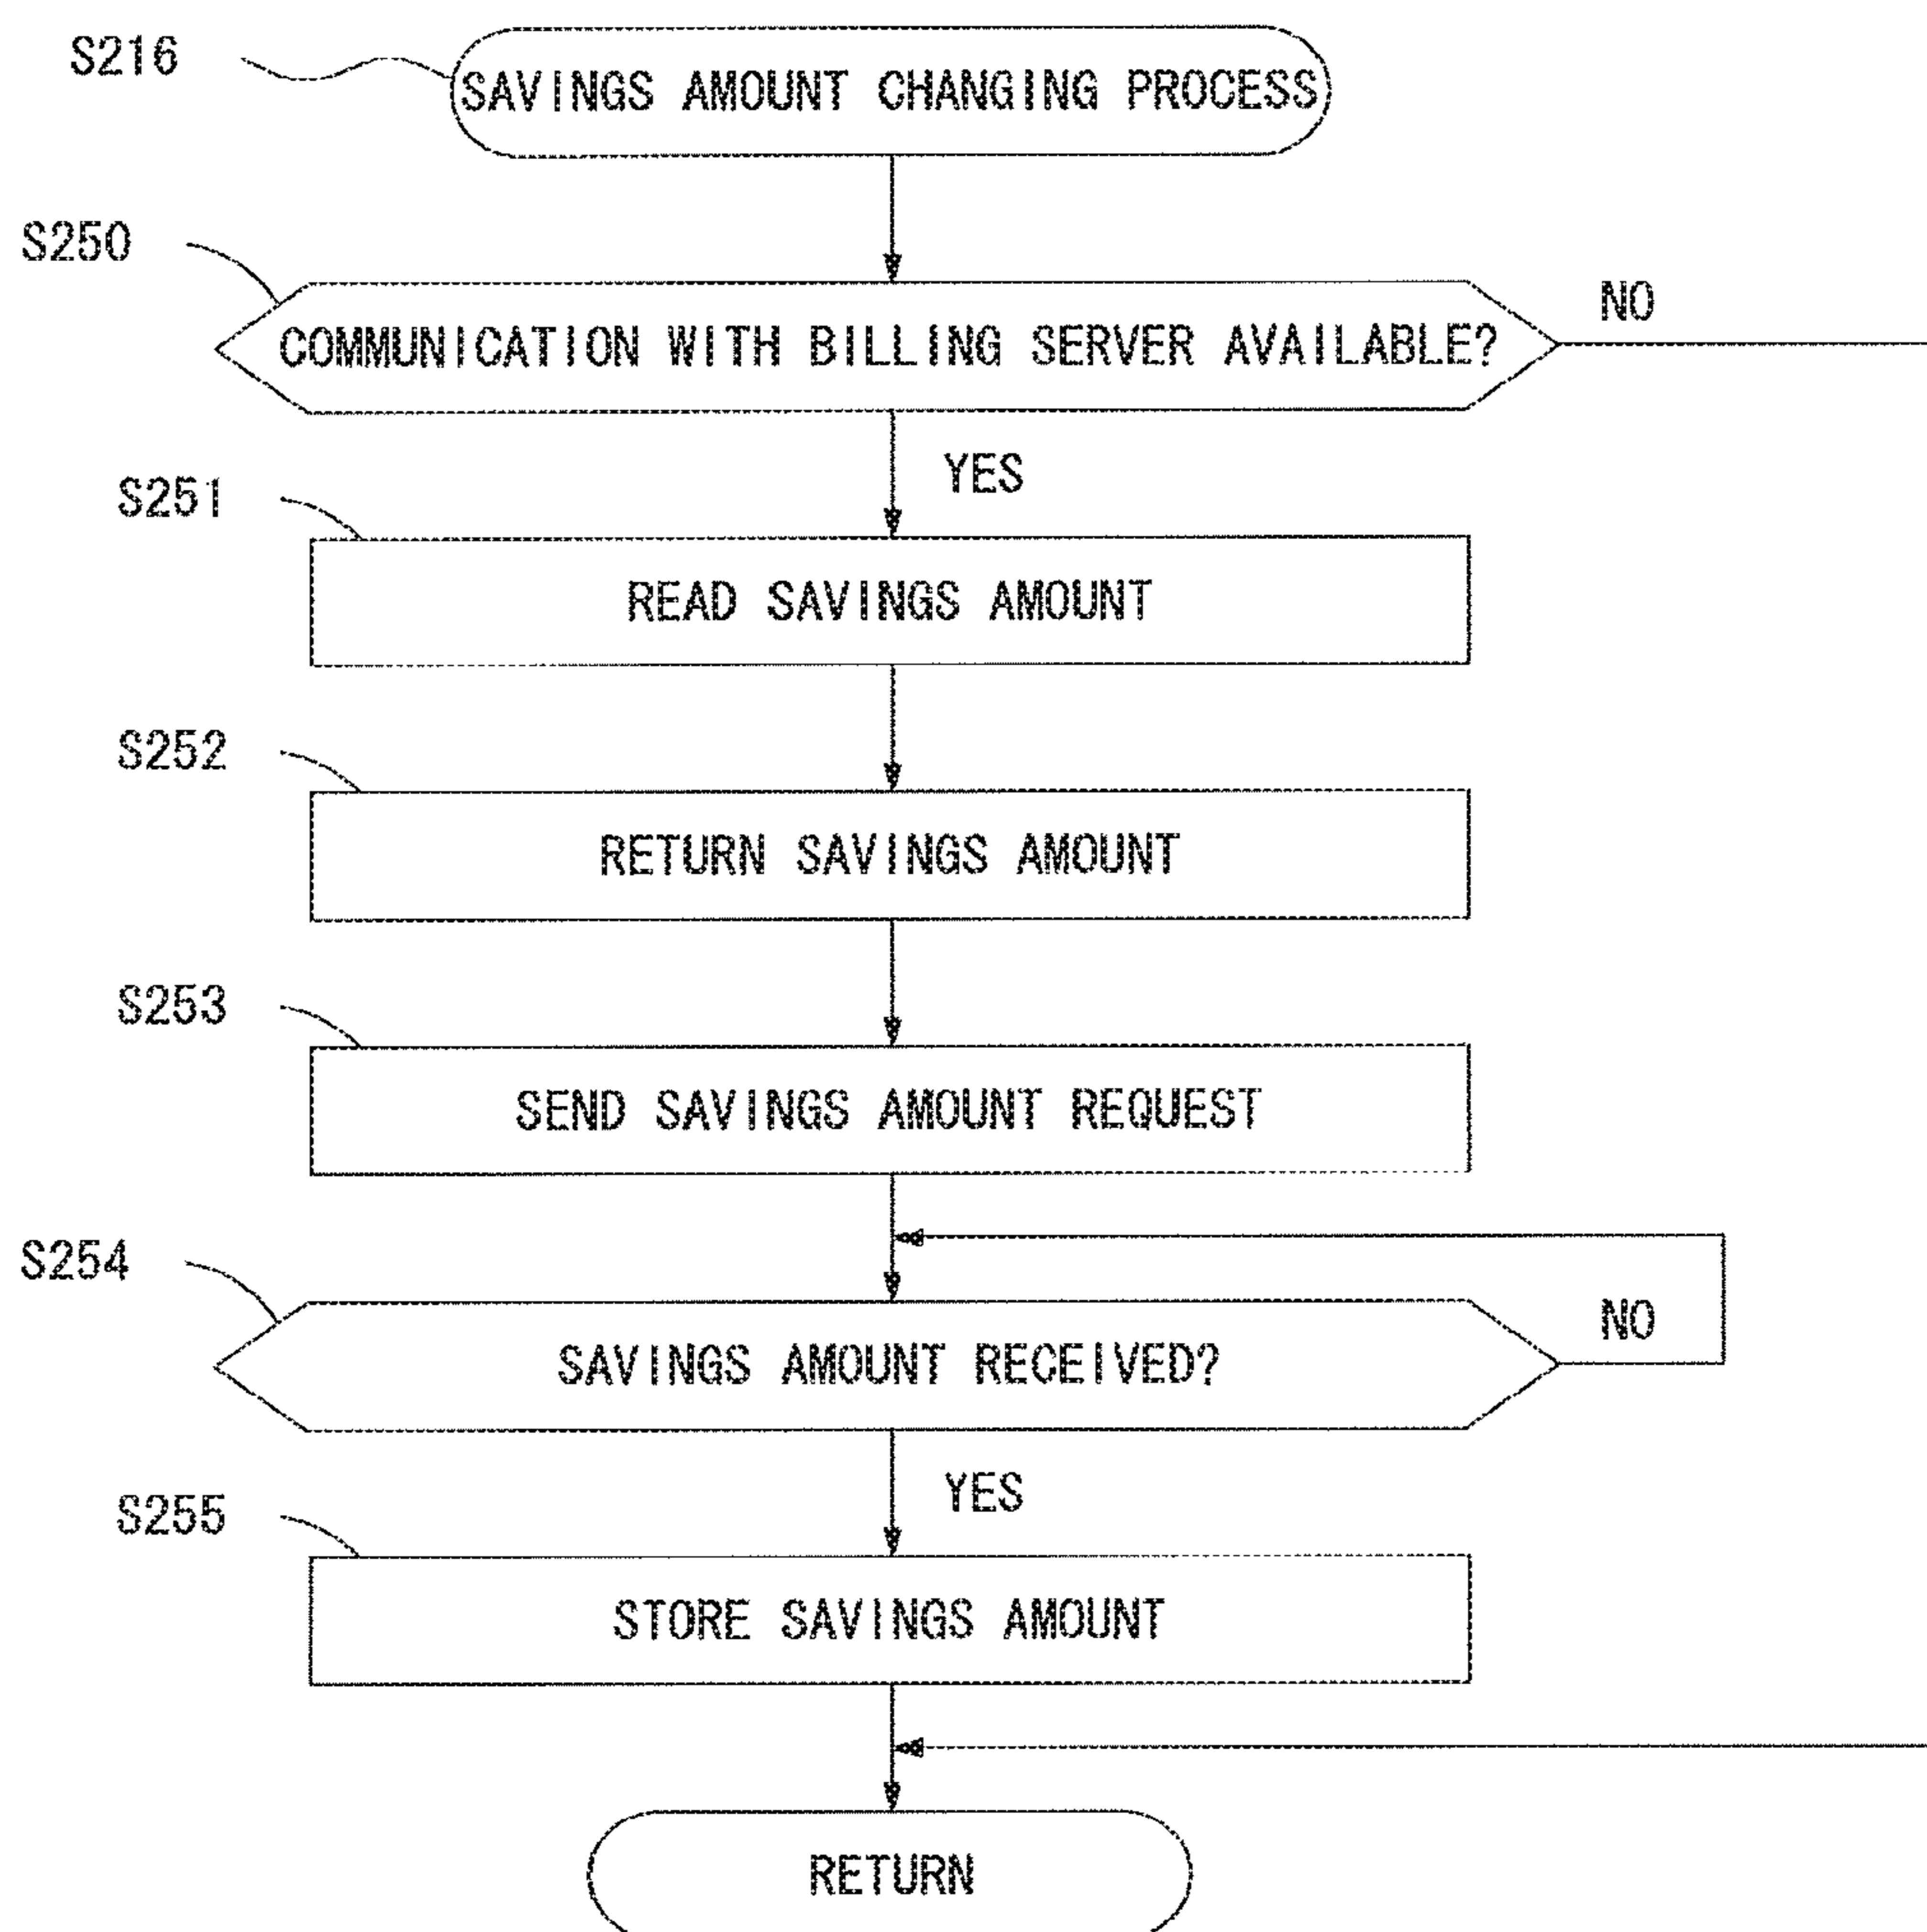 S216
SAVINGS AMOUNT CHANGING PROCESS
S250
COMMUNICATION WITH BILLING SERVER AVAILABLE?
NO
YES
S251
READ SAVINGS AMOUNT
S252
RETURN SAVINGS AMOUNT
S253
SEND SAVINGS AMOUNT REQUEST
S254
SAVINGS AMOUNT RECEIVED?
NO
YES
S255
STORE SAVINGS AMOUNT
RETURN